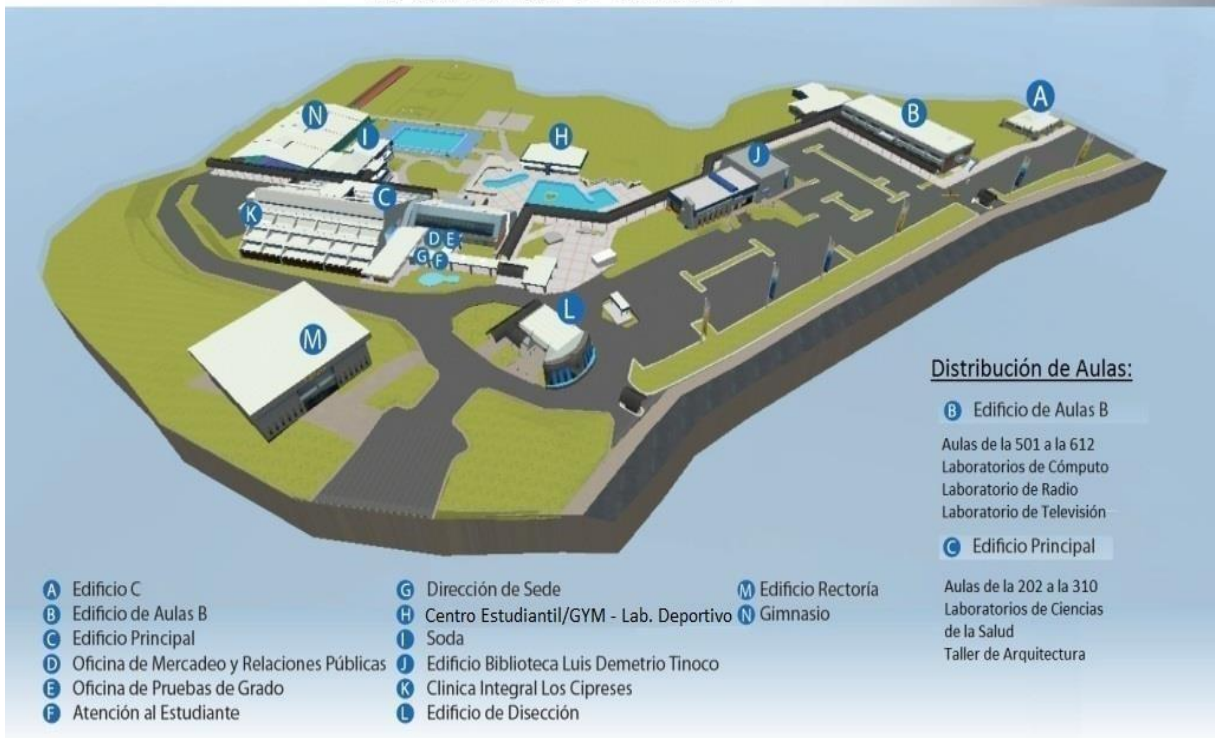 N
I
H
J
B
A
K
C
D
E
G
F
M
L
Distribución de Aulas:
B Edificio de Aulas B
Aulas de la 501 a la 612
Laboratorios de Cómputo
Laboratorio de Radio
Laboratorio de Televisión
C Edificio Principal
Aulas de la 202 a la 310
Laboratorios de Ciencias
de la Salud
Taller de Arquitectura
A Edificio C
B Edificio de Aulas B
C Edificio Principal
D Oficina de Mercadeo y Relaciones Públicas
E Oficina de Pruebas de Grado
F Atención al Estudiante
G Dirección de Sede
H Centro Estudiantil/GYM - Lab. Deportivo
I Soda
J Edificio Biblioteca Luis Demetrio Tinoco
K Clinica Integral Los Cipreses
L Edificio de Disección
M Edificio Rectoría
N Gimnasio